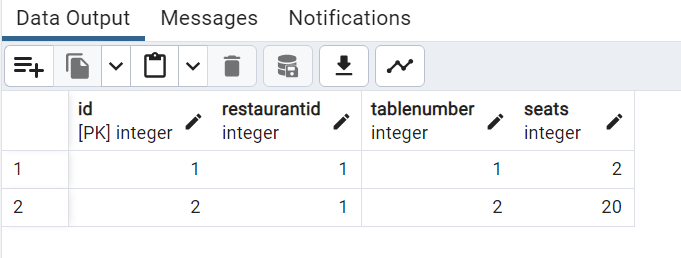 Data Output Messages Notifications
id restaurantid tablenumber seats
[PK] integer integer integer integer
1 1 1 1 2
2 2 1 2 20